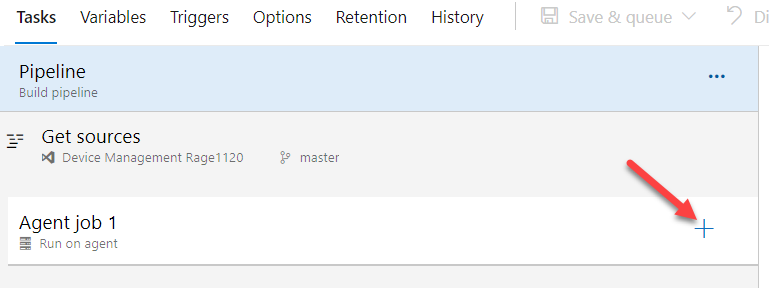 Tasks Variables Triggers Options Retention History Save & queue Di
Pipeline
Build pipeline
Get sources
Device Management Rage1120 master
Agent job 1
Run on agent